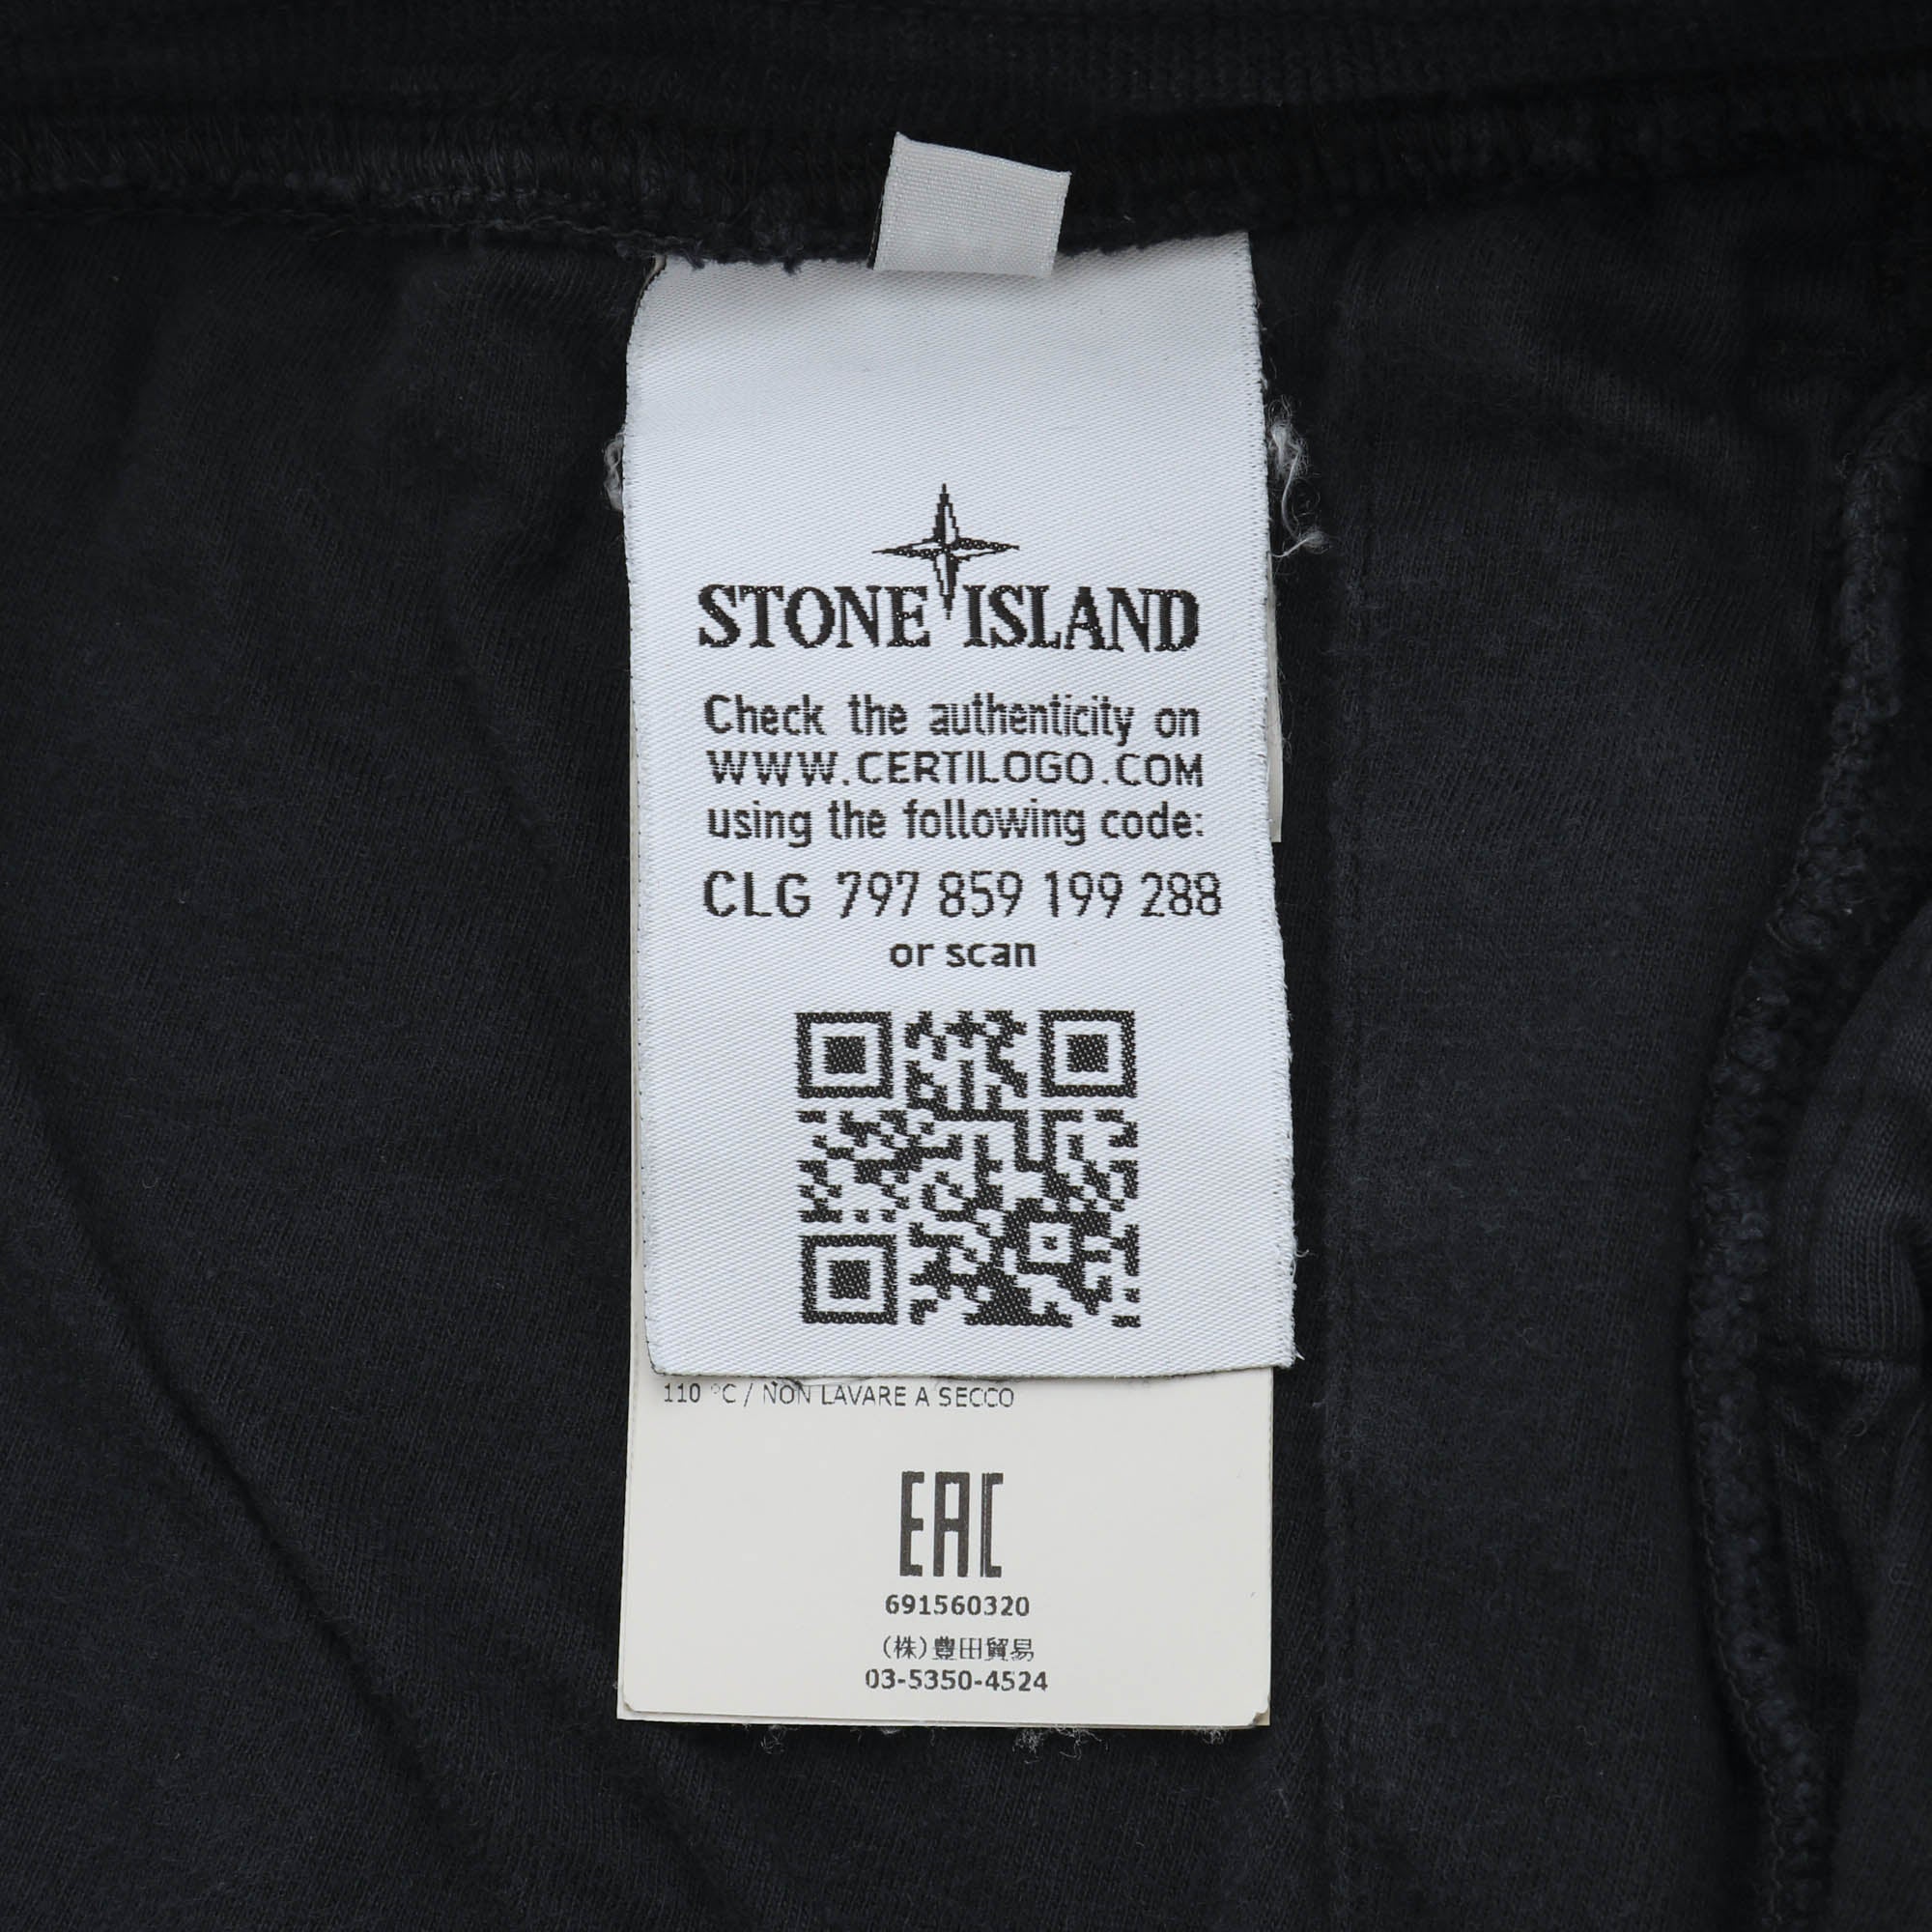 STONE ISLAND
Check the authenticity on
WWW.CERTILOGO.COM
using the following code:
CLG 797 859 199 288
or scan
110 °C / NON LAVARE A SECCO
EAC
691560320
(株)豊田貿易
03-5350-4524